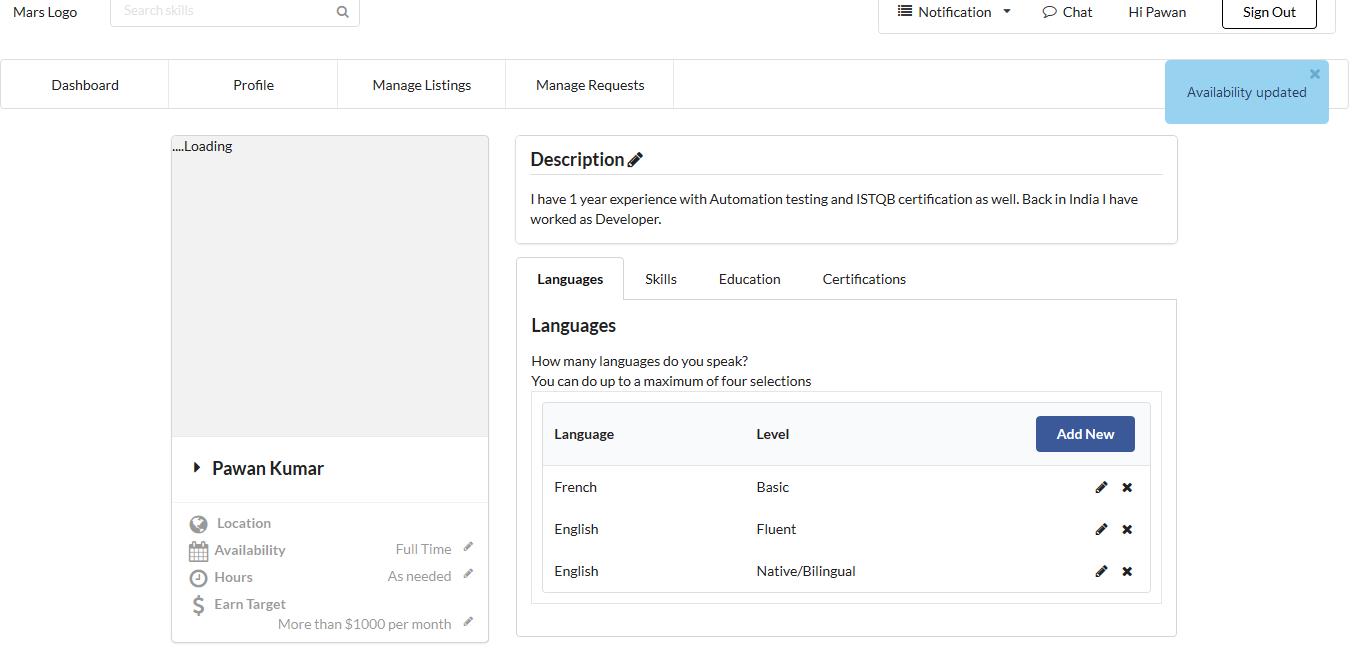 Mars Logo
Search skills
Notification
Chat
Hi Pawan
Sign Out
Dashboard
Profile
Manage Listings
Manage Requests
Availability updated
....Loading
Pawan Kumar
Location
Availability Full Time
Hours As needed
Earn Target
More than $1000 per month
Description
I have 1 year experience with Automation testing and ISTQB certification as well. Back in India I have
worked as Developer.
Languages Skills Education Certifications
Languages
How many languages do you speak?
You can do up to a maximum of four selections
Language Level Add New
French Basic
English Fluent
English Native/Bilingual